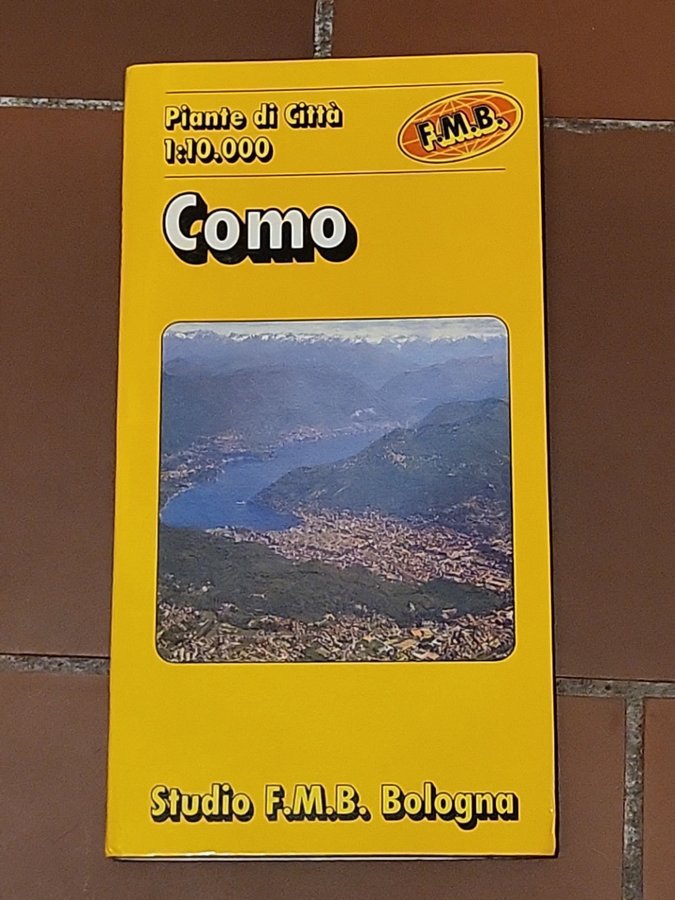 Piante di Città
1:10.000
F.M.B.
Como
Studio F.M.B. Bologna